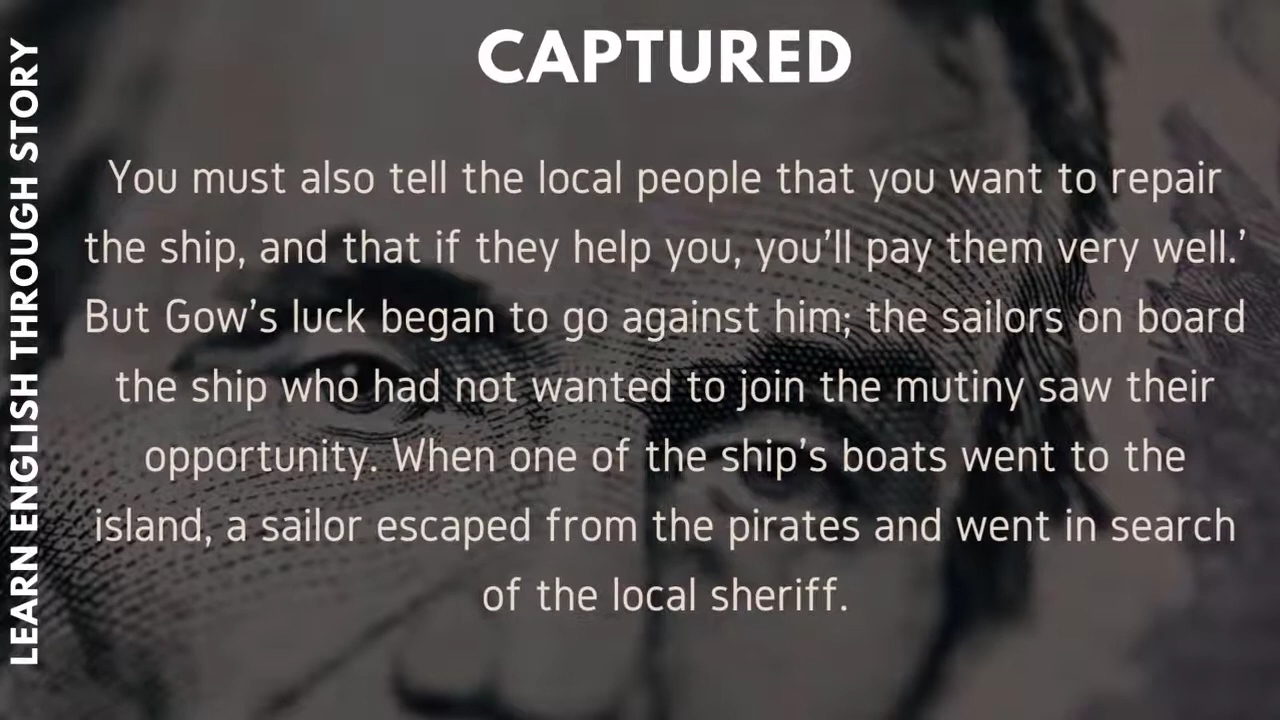 CAPTURED
You must also tell the local people that you want to repair
the ship, and that if they help you, you’ll pay them very well.’
But Gow’s luck began to go against him; the sailors on board
the ship who had not wanted to join the mutiny saw their
opportunity. When one of the ship’s boats went to the
island, a sailor escaped from the pirates and went in search
of the local sheriff.
LEARN ENGLISH THROUGH STORY